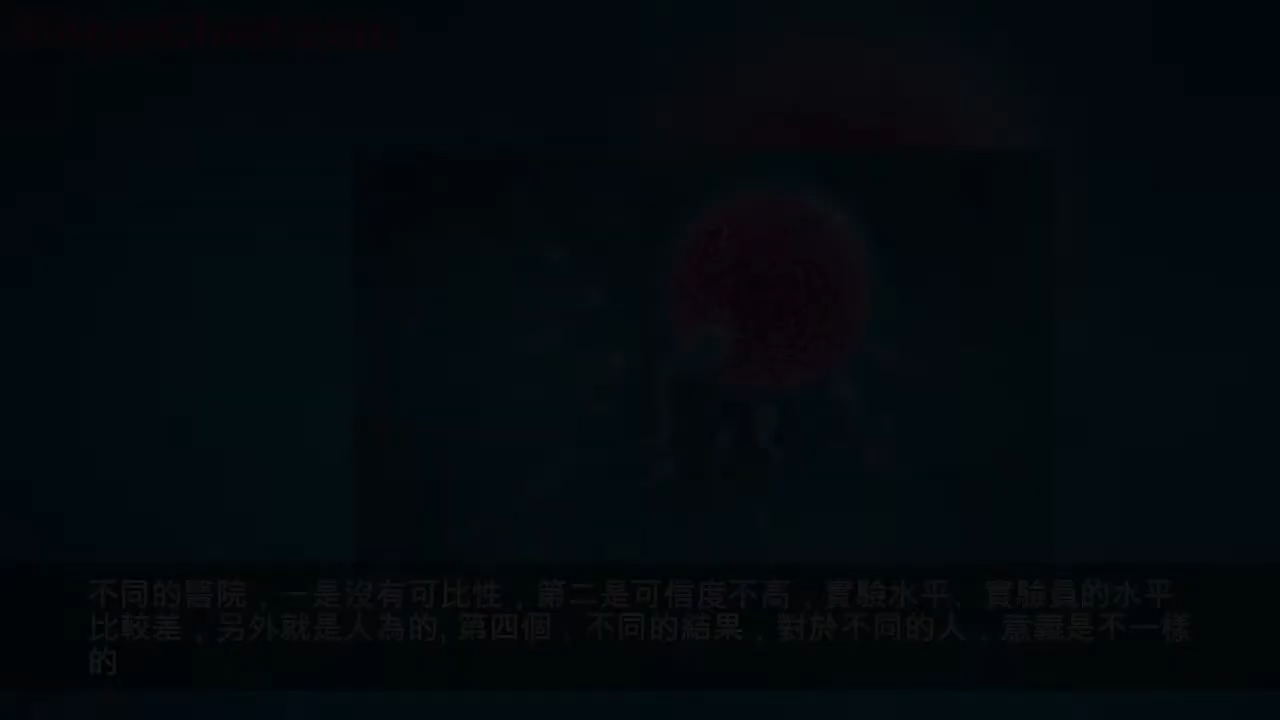 不同的醫院，一是沒有可比性，第二是可信度不高，實驗水平、實驗員的水平
比較差，另外就是人為的, 第四個，不同的結果，對於不同的人，意義是不一樣
的